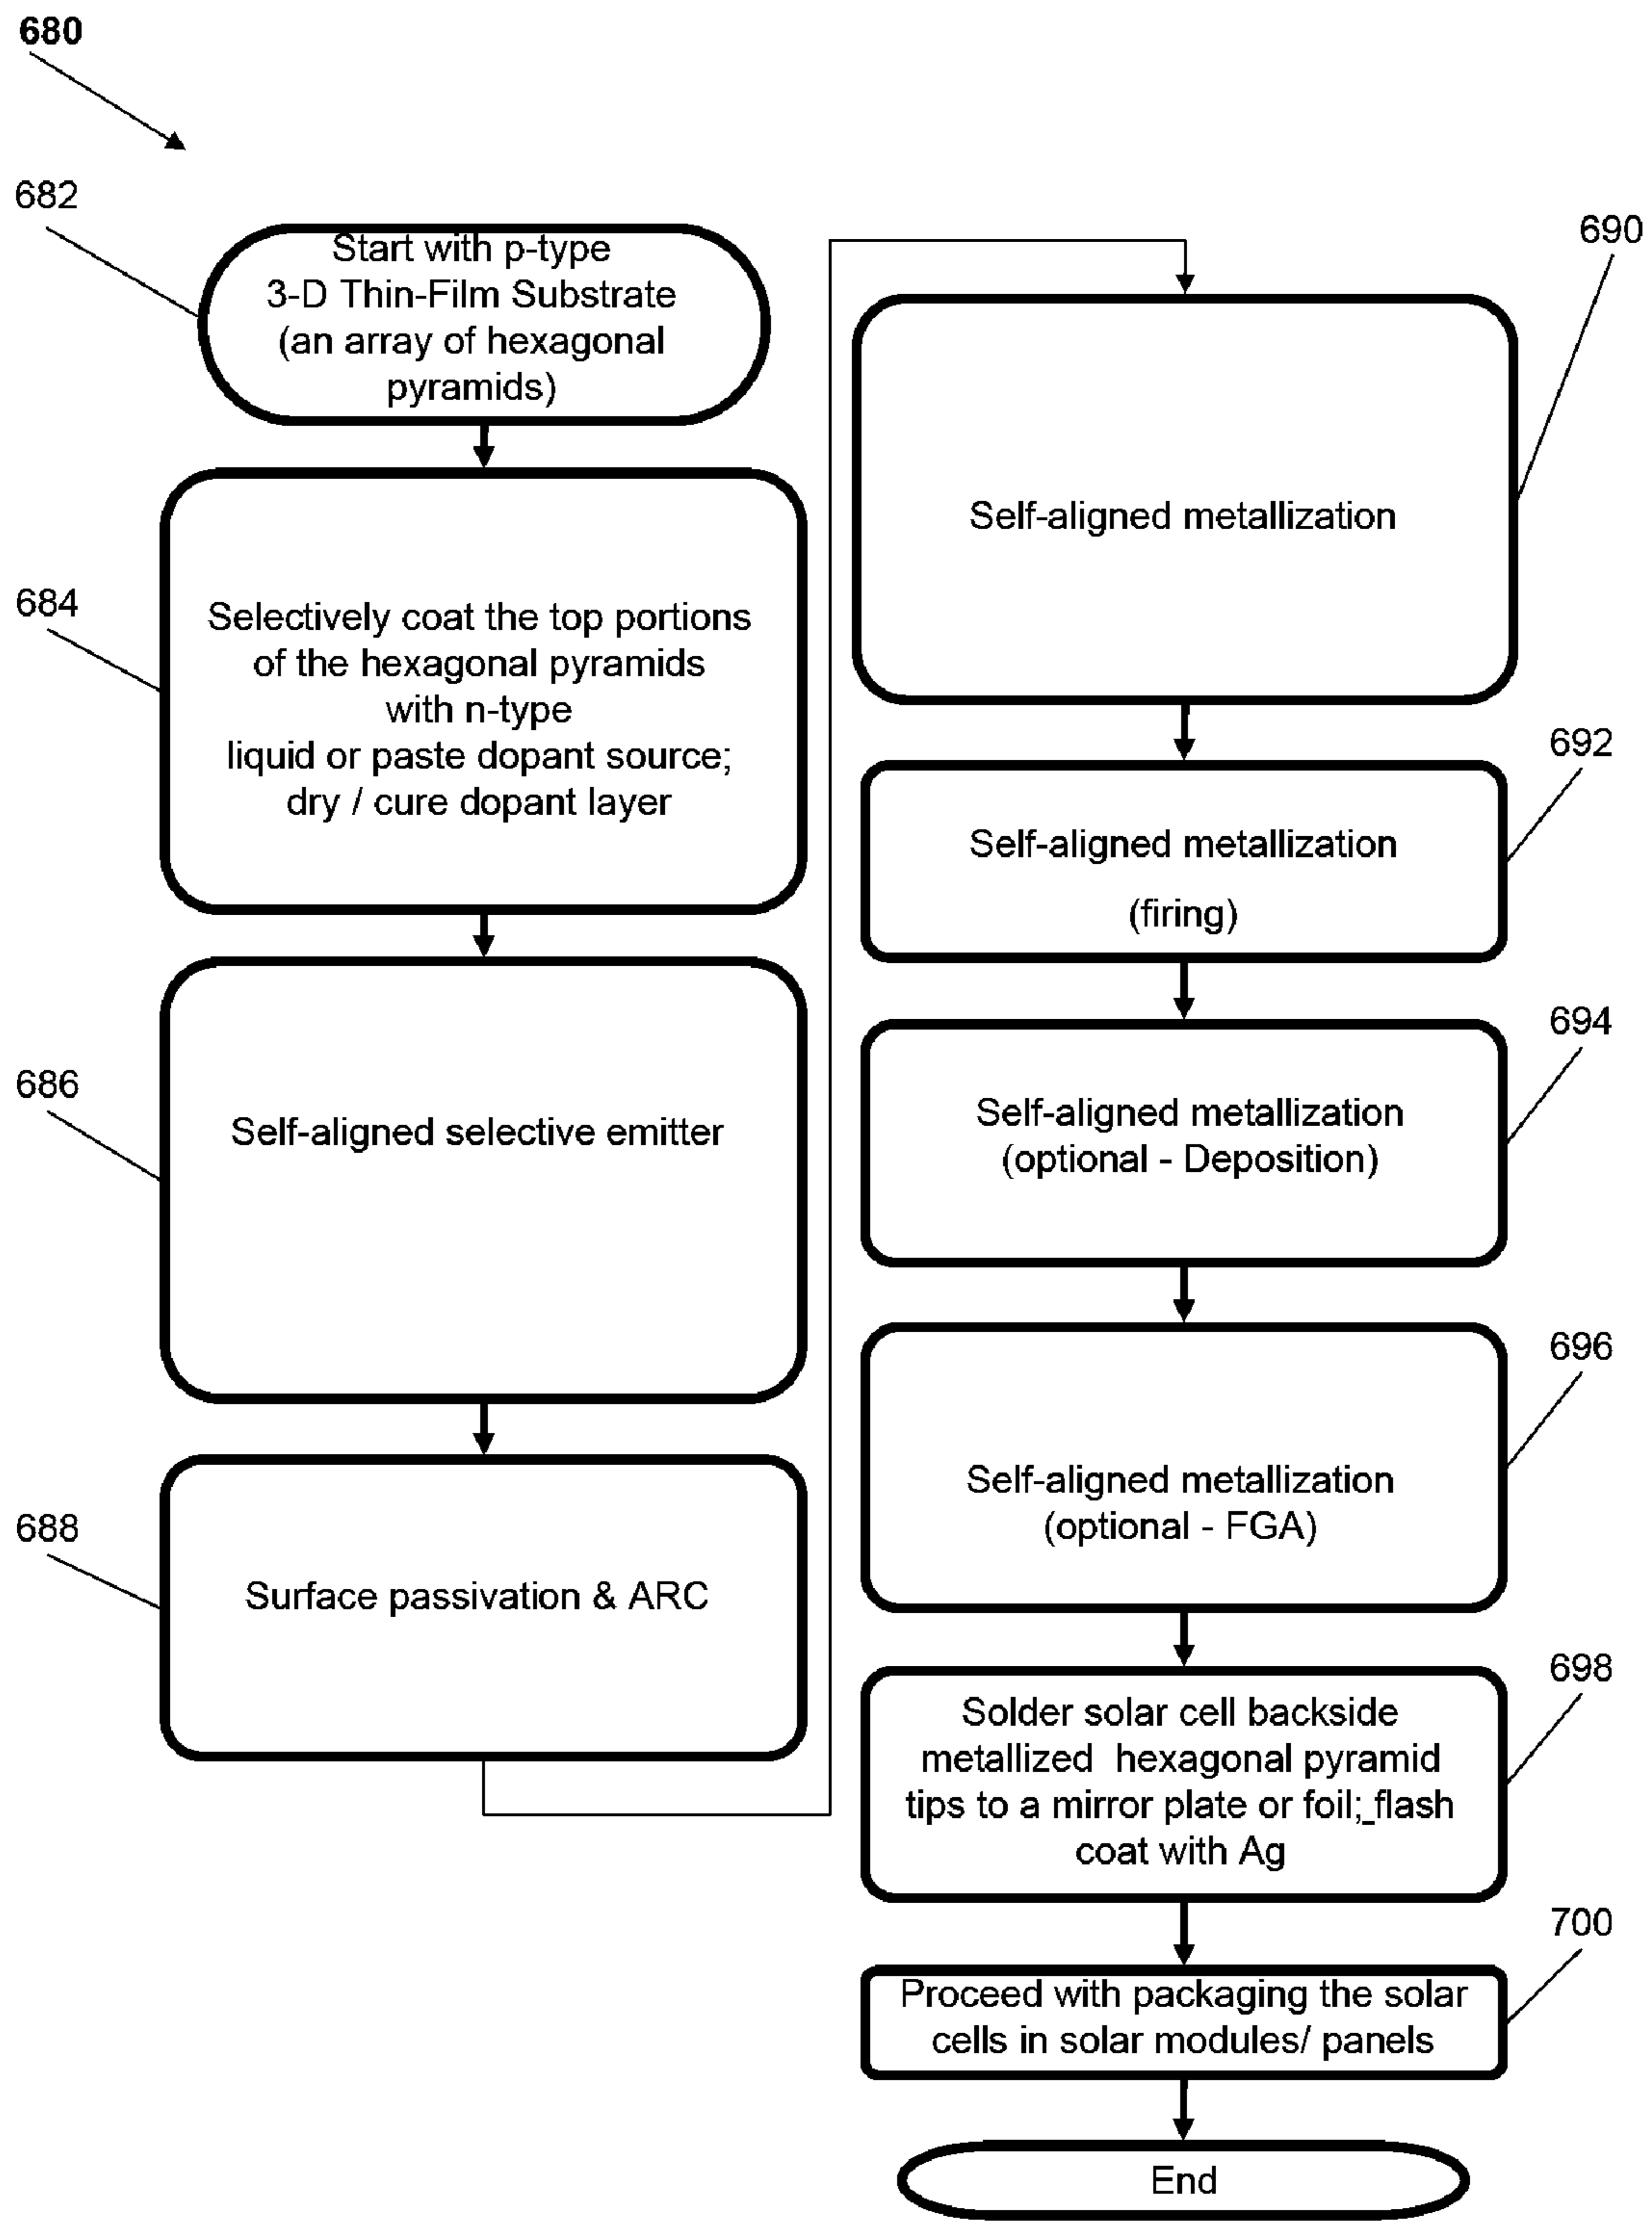 680
682
Start with p-type
3-D Thin-Film Substrate
(an array of hexagonal
pyramids)
684
Selectively coat the top portions
of the hexagonal pyramids
with n-type
liquid or paste dopant source;
dry / cure dopant layer
686
Self-aligned selective emitter
688
Surface passivation & ARC
690
Self-aligned metallization
692
Self-aligned metallization
(firing)
694
Self-aligned metallization
(optional - Deposition)
696
Self-aligned metallization
(optional - FGA)
698
Solder solar cell backside
metallized hexagonal pyramid
tips to a mirror plate or foil; flash
coat with Ag
700
Proceed with packaging the solar
cells in solar modules/ panels
End